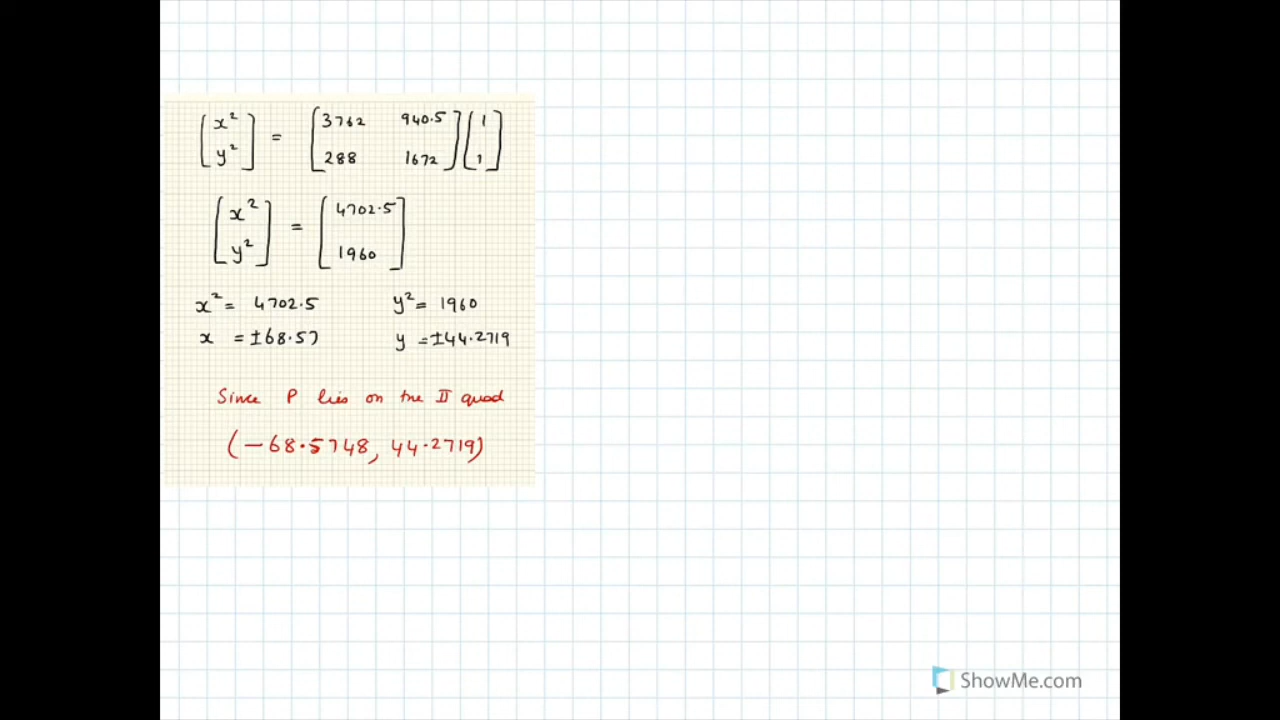 [x² y²] = [3762 940.5 288 1672] [1 1]
[x² y²] = [4702.5 1960]
x² = 4702.5 y² = 1960
x = ±68.57 y = ±44.2719
Since P lies on the II quad
(-68.5748, 44.2719)
ShowMe.com